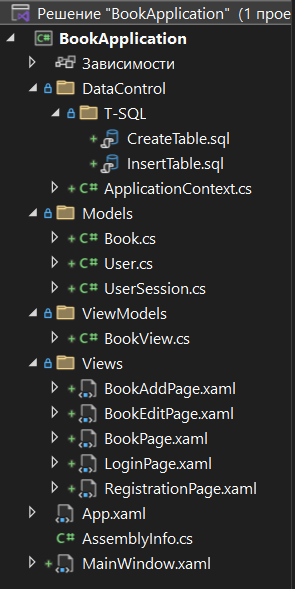 Решение "BookApplication" (1 прое
BookApplication
Зависимости
DataControl
T-SQL
CreateTable.sql
InsertTable.sql
ApplicationContext.cs
Models
Book.cs
User.cs
UserSession.cs
ViewModels
BookView.cs
Views
BookAddPage.xaml
BookEditPage.xaml
BookPage.xaml
LoginPage.xaml
RegistrationPage.xaml
App.xaml
AssemblyInfo.cs
MainWindow.xaml